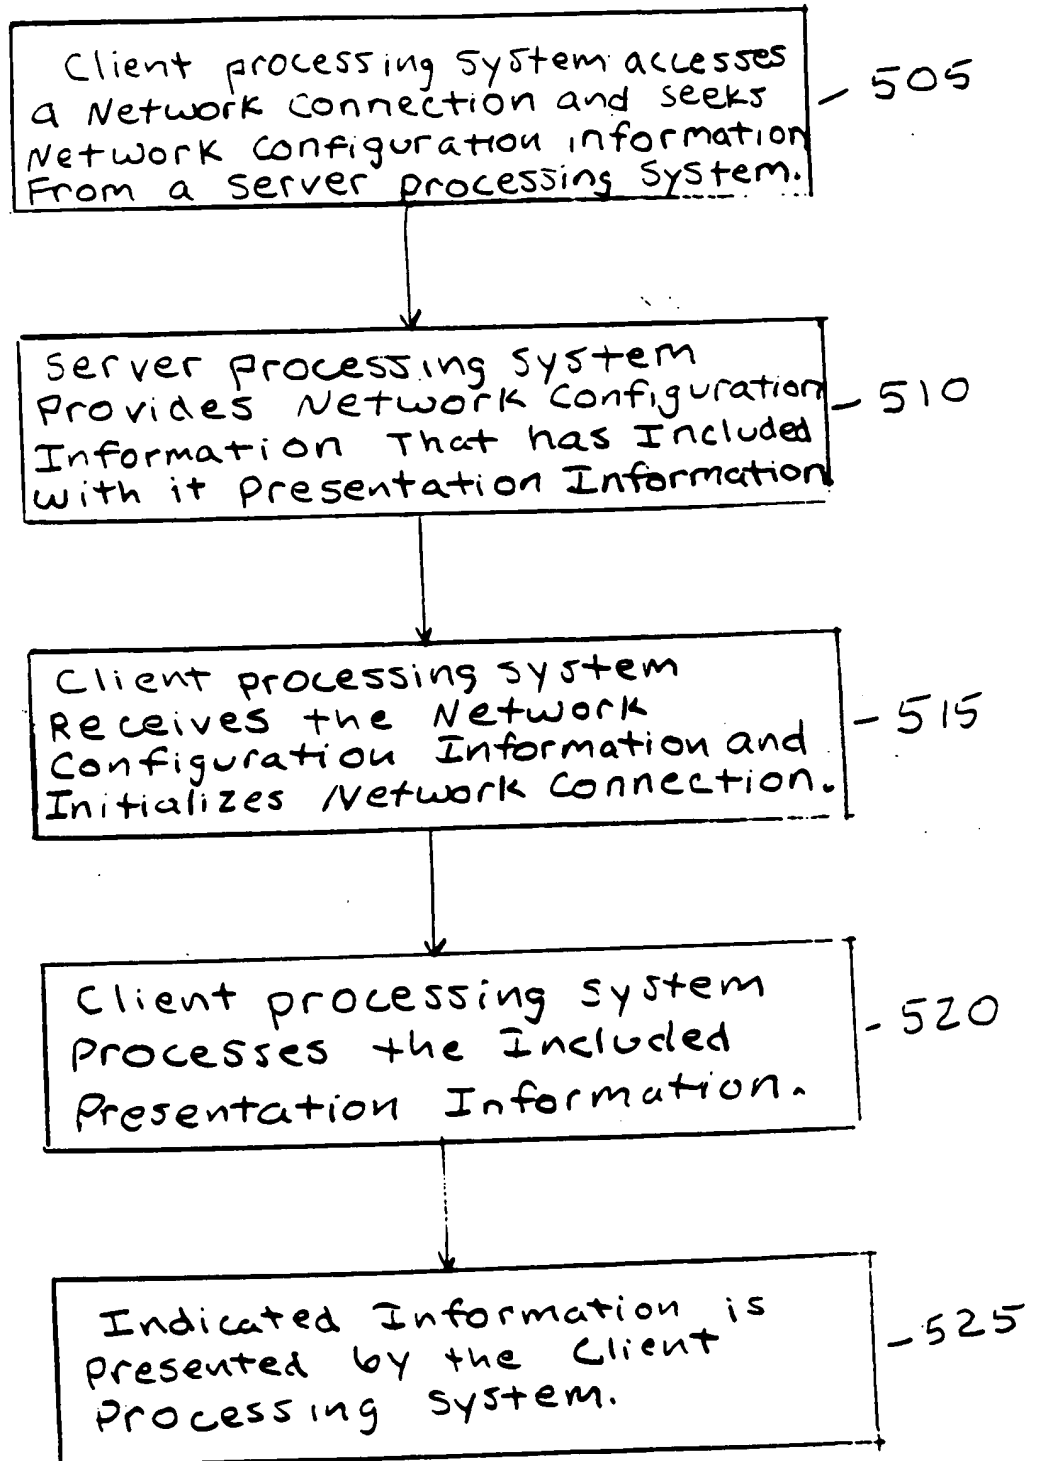 Client processing system accesses
a Network Connection and seeks
Network Configuration information
From a server processing system.
505
Server processing system
Provides Network Configuration
Information That has Included
with it Presentation Information
510
Client processing system
Receives the Network
Configuration Information and
Initializes Network Connection.
515
Client processing system
Processes the Included
Presentation Information.
520
Indicated Information is
presented by the Client
Processing system.
525